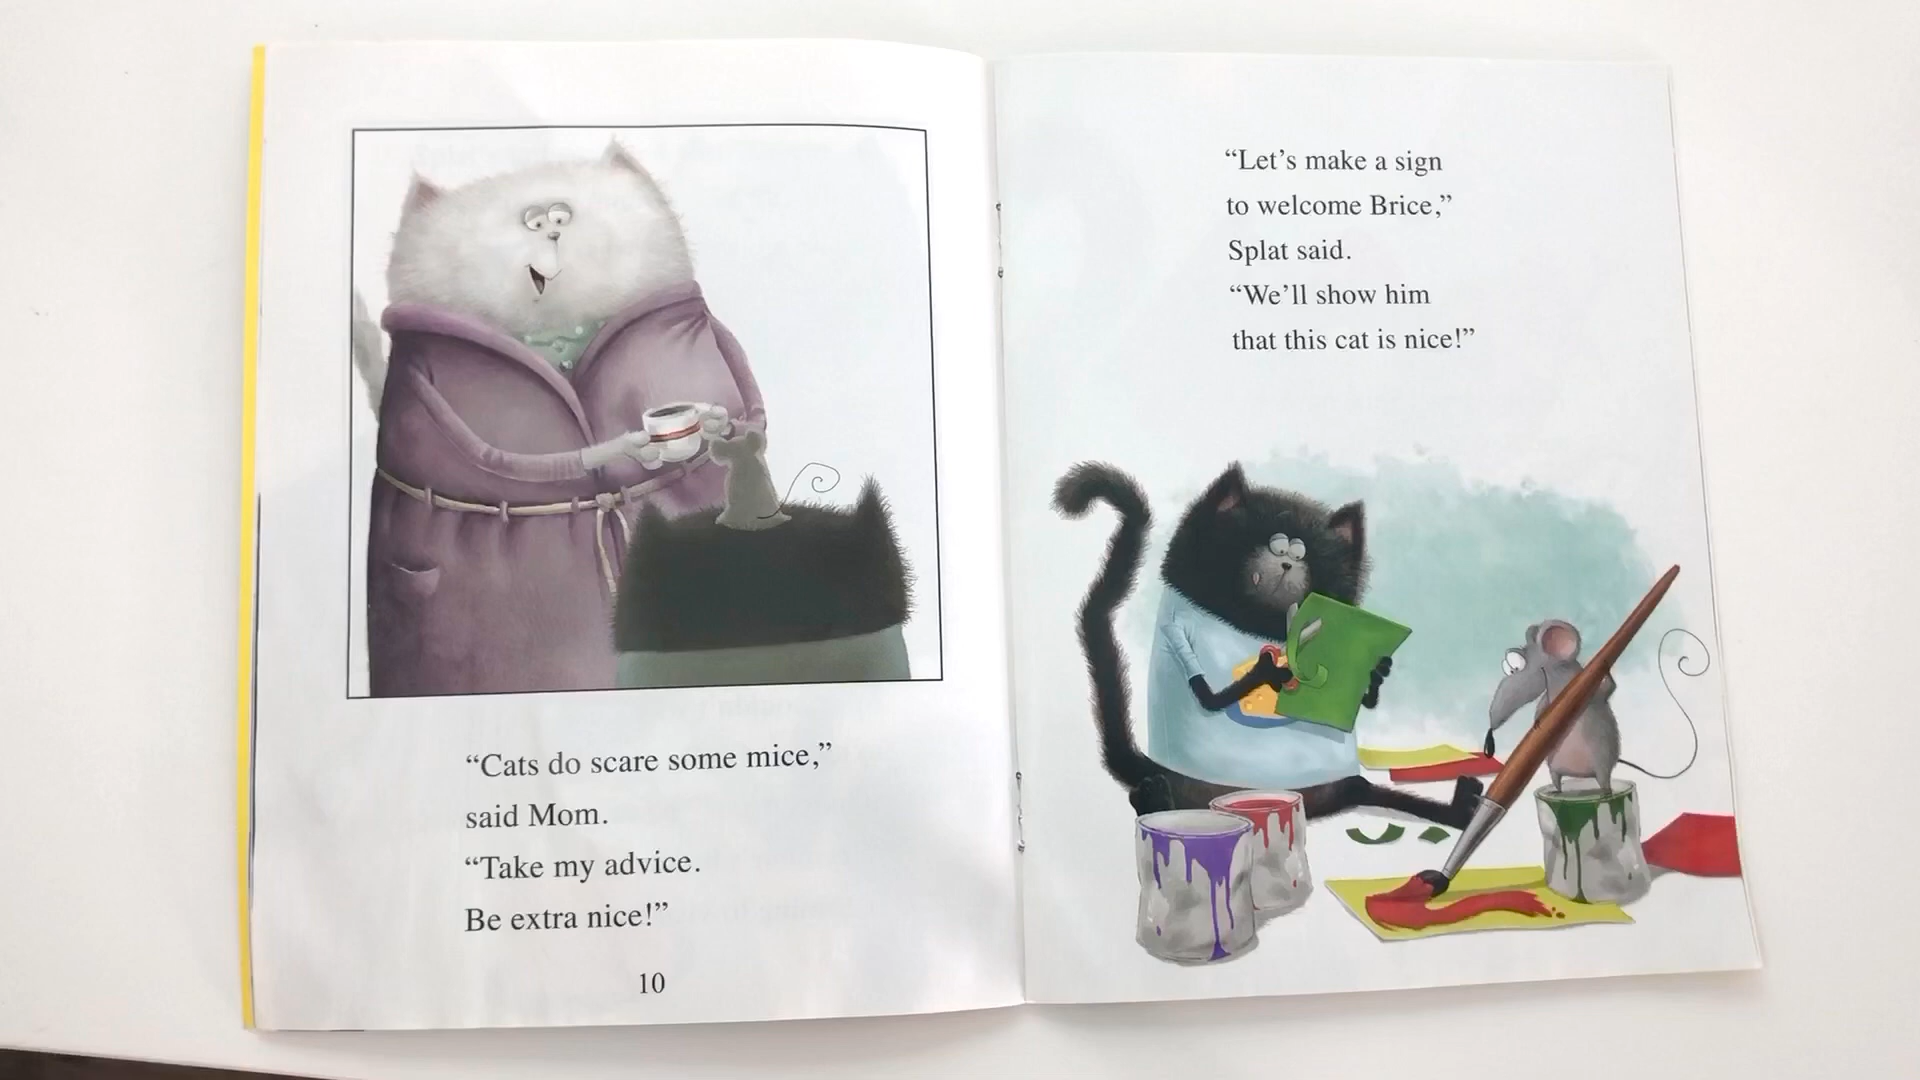 “Cats do scare some mice,”
said Mom.
“Take my advice.
Be extra nice!”
10
“Let’s make a sign
to welcome Brice,”
Splat said.
“We’ll show him
that this cat is nice!”